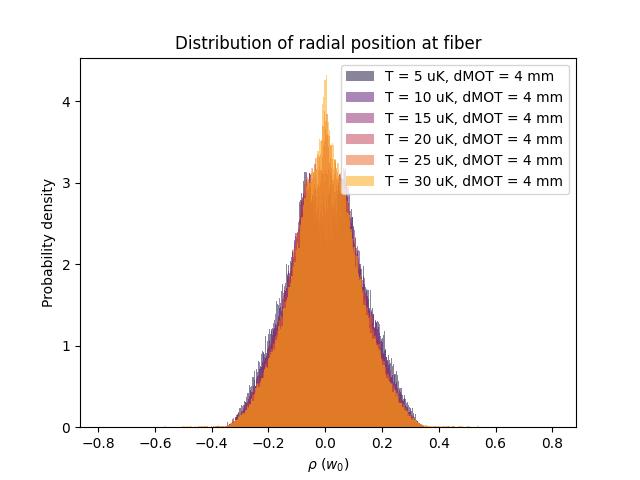 Distribution of radial position at fiber
T = 5 uK, dMOT = 4 mm
T = 10 uK, dMOT = 4 mm
T = 15 uK, dMOT = 4 mm
T = 20 uK, dMOT = 4 mm
T = 25 uK, dMOT = 4 mm
T = 30 uK, dMOT = 4 mm
Probability density
4
3
2
1
0
−0.8 −0.6 −0.4 −0.2 0.0 0.2 0.4 0.6 0.8
ρ (w₀)